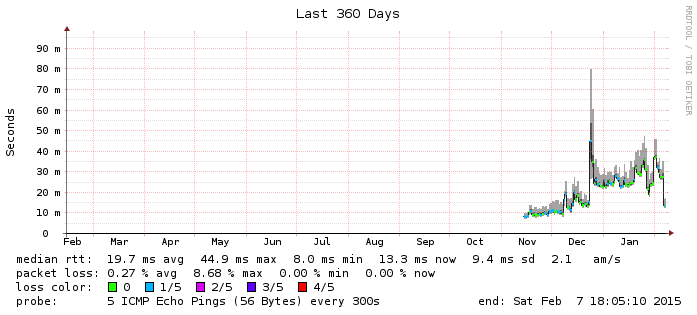 Last 360 Days
RRDTOOL / TOBI OETIKER
Seconds
90 m
80 m
70 m
60 m
50 m
40 m
30 m
20 m
10 m
0
Feb Mar Apr May Jun Jul Aug Sep Oct Nov Dec Jan
median rtt: 19.7 ms avg 44.9 ms max 8.0 ms min 13.3 ms now 9.4 ms sd 2.1 am/s
packet loss: 0.27 % avg 8.68 % max 0.00 % min 0.00 % now
loss color: 0 1/5 2/5 3/5 4/5
probe: 5 ICMP Echo Pings (56 Bytes) every 300s end: Sat Feb 7 18:05:10 2015